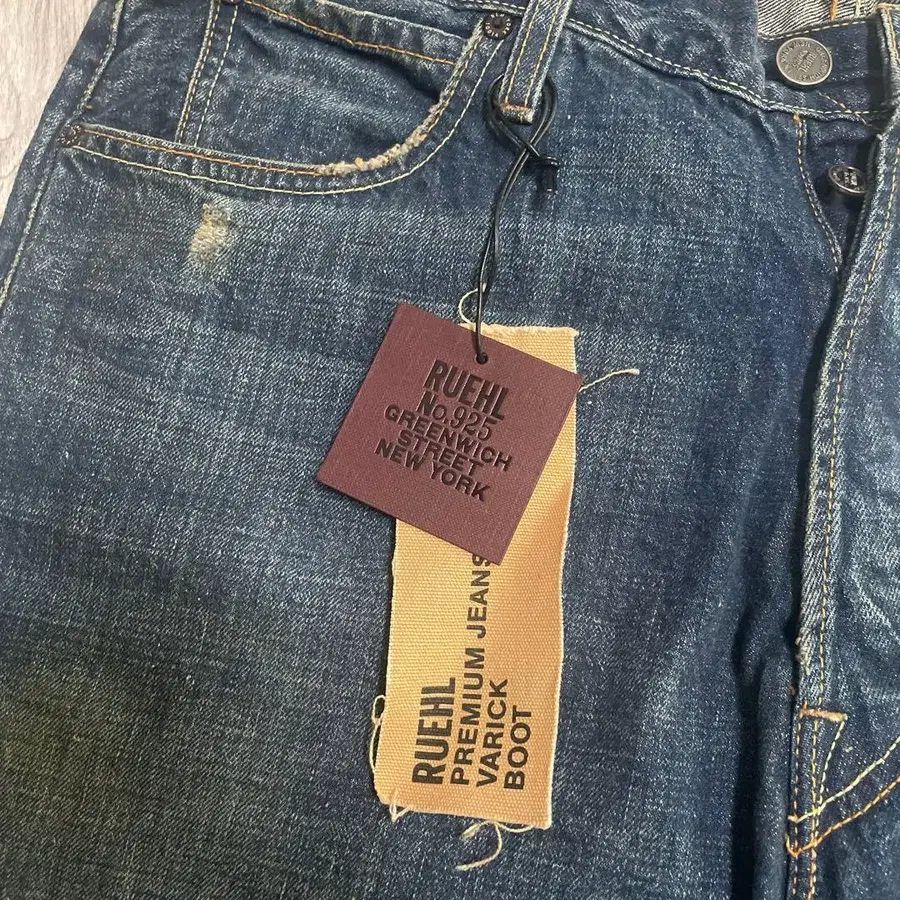 RUEHL
No.925
GREENWICH
STREET
NEW YORK
RUEHL
PREMIUM JEANS
VARICK
BOOT